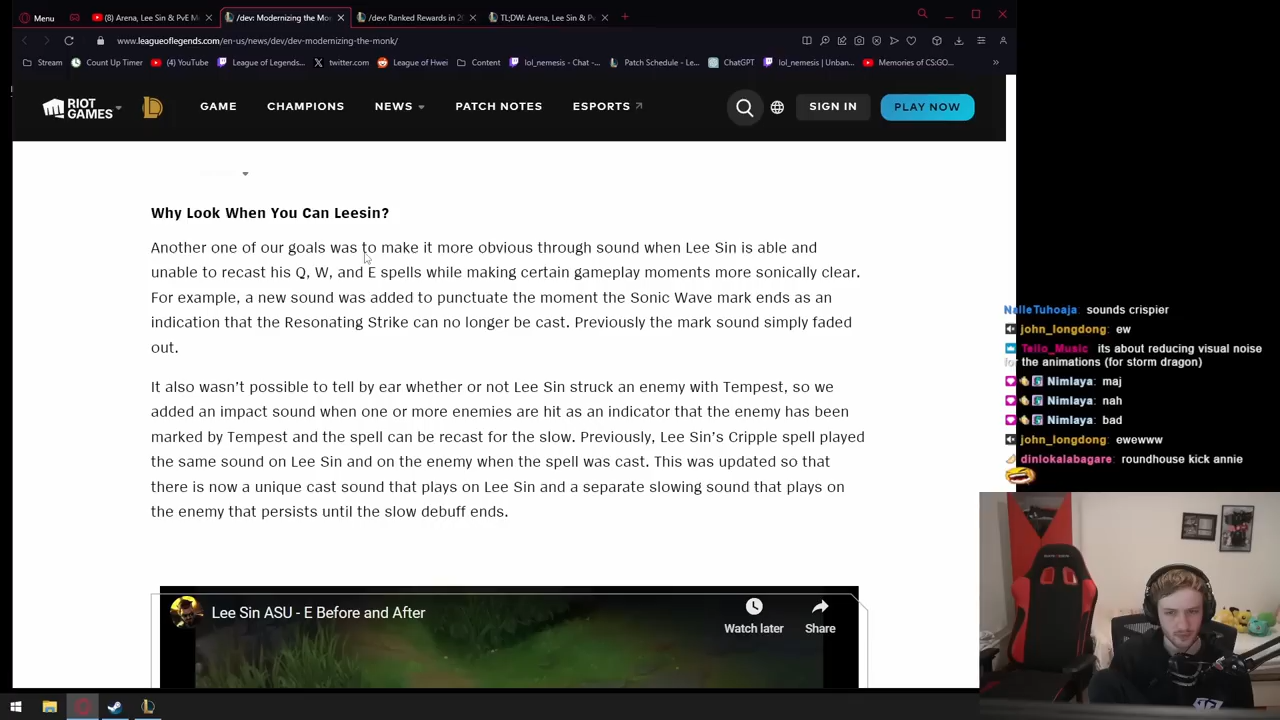 Menu
(8) Arena, Lee Sin & PvE M
/dev: Modernizing the Mo
/dev: Ranked Rewards in 2
TL;DW: Arena, Lee Sin & P
www.leagueoflegends.com/en-us/news/dev/dev-modernizing-the-monk/
Stream
Count Up Timer
(4) YouTube
League of Legends...
twitter.com
League of Hwei
Content
lol_nemesis - Chat -...
Patch Schedule - Le...
ChatGPT
lol_nemesis | Unban...
Memories of CS:GO...
RIOT GAMES
GAME
CHAMPIONS
NEWS
PATCH NOTES
ESPORTS
SIGN IN
PLAY NOW
Why Look When You Can Leesin?
Another one of our goals was to make it more obvious through sound when Lee Sin is able and
unable to recast his Q, W, and E spells while making certain gameplay moments more sonically clear.
For example, a new sound was added to punctuate the moment the Sonic Wave mark ends as an
indication that the Resonating Strike can no longer be cast. Previously the mark sound simply faded
out.
It also wasn't possible to tell by ear whether or not Lee Sin struck an enemy with Tempest, so we
added an impact sound when one or more enemies are hit as an indicator that the enemy has been
marked by Tempest and the spell can be recast for the slow. Previously, Lee Sin's Cripple spell played
the same sound on Lee Sin and on the enemy when the spell was cast. This was updated so that
there is now a unique cast sound that plays on Lee Sin and a separate slowing sound that plays on
the enemy that persists until the slow debuff ends.
Lee Sin ASU - E Before and After
Watch later
Share
NalleTuhoaja: sounds crispier
john_longdong: ew
Tello_Music: its about reducing visual noise
for the animations (for storm dragon)
Nimlaya: maj
Nimlaya: nah
Nimlaya: bad
john_longdong: ewewww
dinlokalabagare: roundhouse kick annie